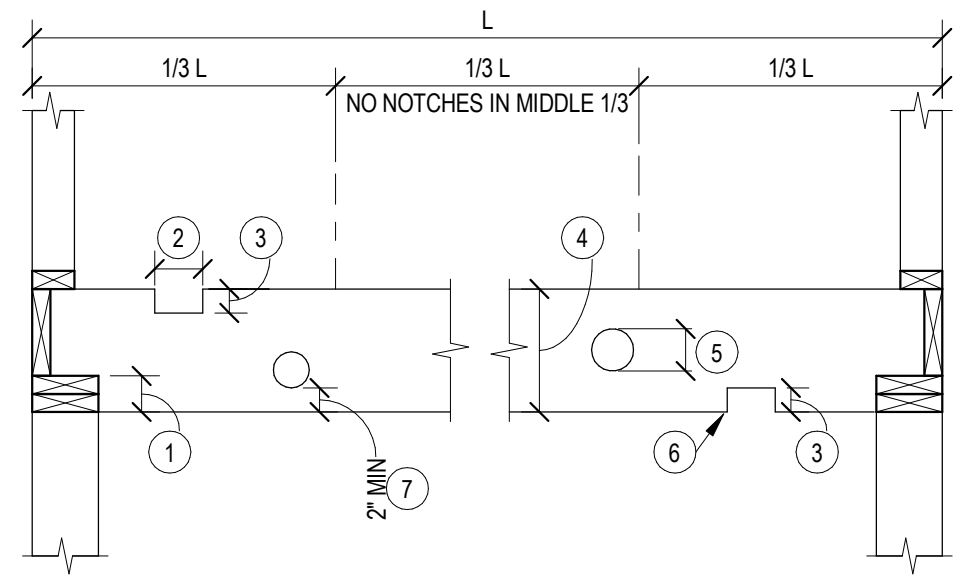 L
1/3 L
1/3 L
1/3 L
NO NOTCHES IN MIDDLE 1/3
2
3
4
5
1
2" MIN
7
6
3